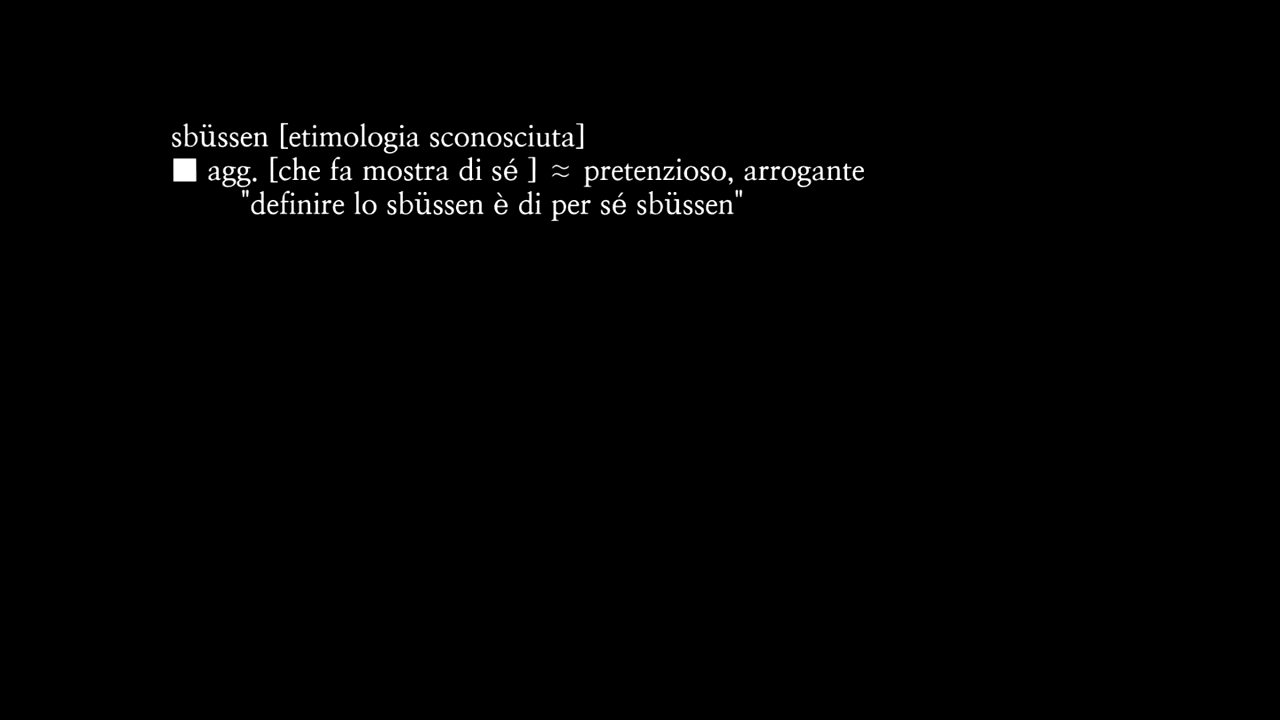 sbüssen [etimologia sconosciuta]
■ agg. [che fa mostra di sé ] ≈ pretenzioso, arrogante
"definire lo sbüssen è di per sé sbüssen"